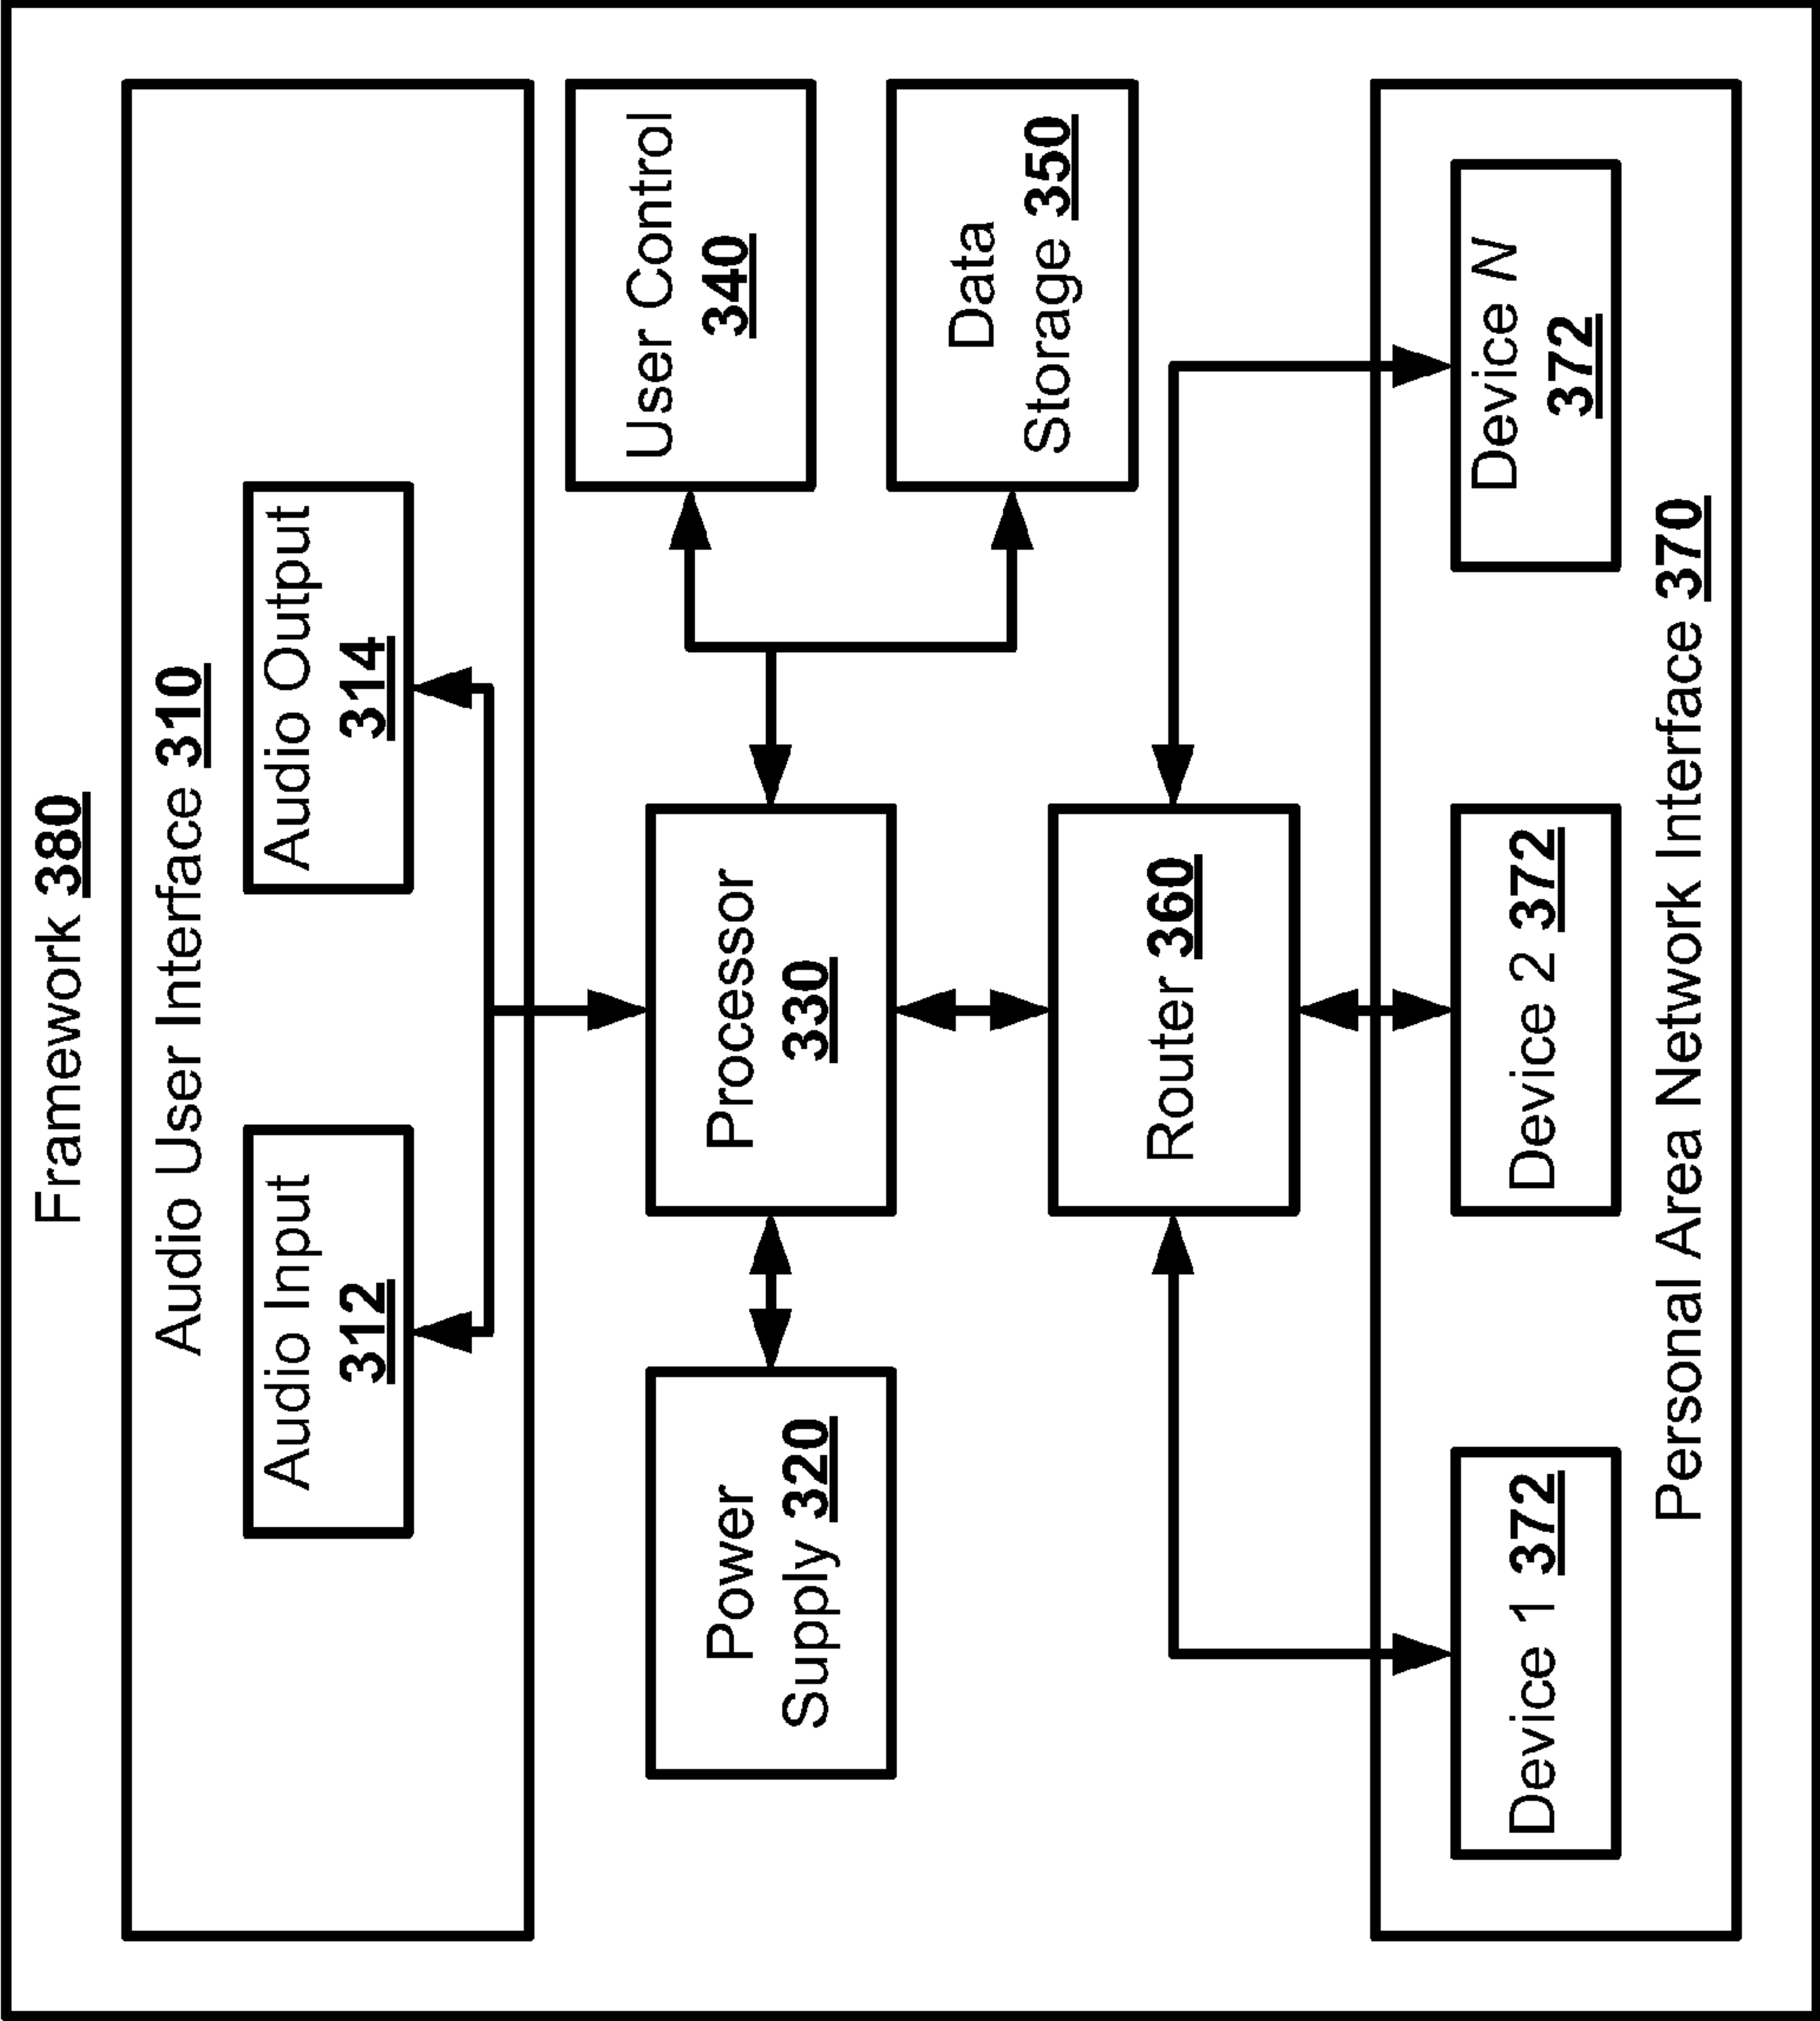 Framework 380
Audio User Interface 310
Audio Input
312
Audio Output
314
User Control
340
Power
Supply 320
Processor
330
Data
Storage 350
Router 360
Device 1 372
Device 2 372
Device N
372
Personal Area Network Interface 370